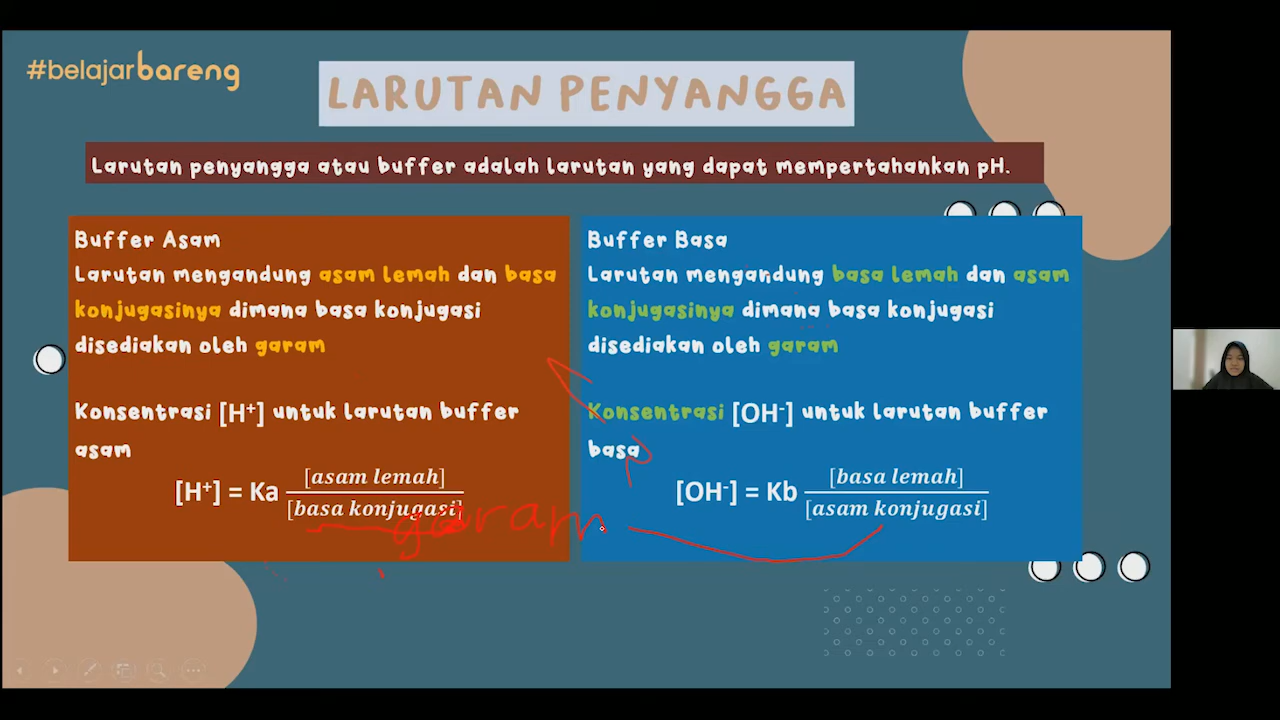 #belajarbareng
LARUTAN PENYANGGA
Larutan penyangga atau buffer adalah larutan yang dapat mempertahankan pH.
Buffer Asam
Larutan mengandung asam lemah dan basa
konjugasinya dimana basa konjugasi
disediakan oleh garam
Konsentrasi [H⁺] untuk larutan buffer
asam
[H⁺] = Ka [asam lemah] / [basa konjugasi]
garam
Buffer Basa
Larutan mengandung basa lemah dan asam
konjugasinya dimana basa konjugasi
disediakan oleh garam
Konsentrasi [OH⁻] untuk larutan buffer
basa
[OH⁻] = Kb [basa lemah] / [asam konjugasi]